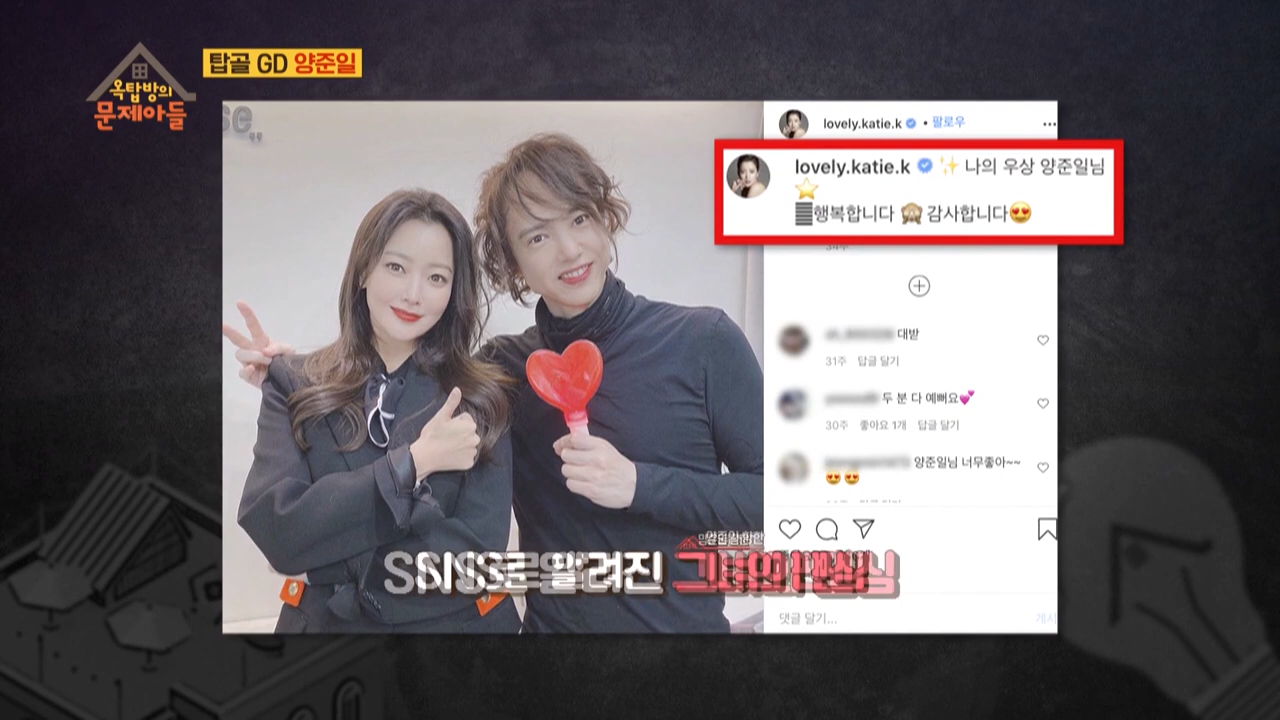 옥탑방의
문제아들
탑골 GD 양준일
se
lovely.katie.k • 팔로우
lovely.katie.k ✨ 나의 우상 양준일님
⭐
행복합니다 🙈 감사합니다😍
34주
대박
31주 답글 달기
두 분 다 예뻐요💕
30주 좋아요 1개 답글 달기
양준일님 너무좋아~~
😍😍
SNS로 알려진
댓글 달기...
게시